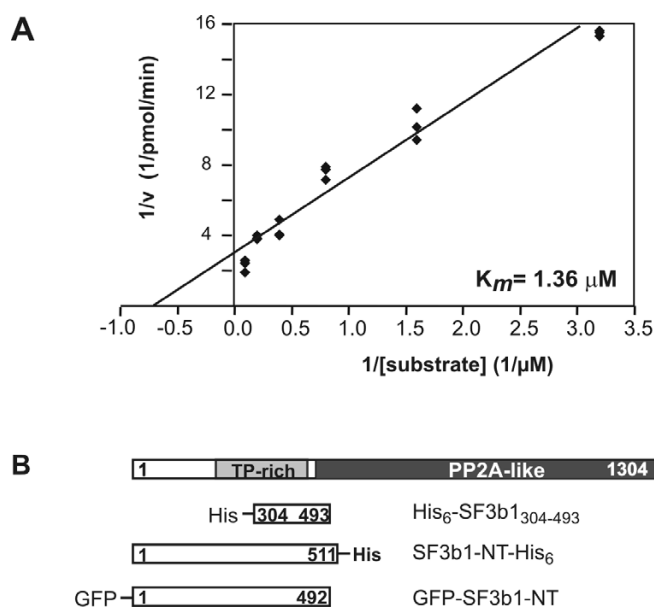 A
16
12
8
4
1/v (1/pmol/min)
Km= 1.36 μM
-1.0 -0.5 0.0 0.5 1.0 1.5 2.0 2.5 3.0 3.5
1/[substrate] (1/µM)
B
1 TP-rich PP2A-like 1304
His 304 493 His6-SF3b1304-493
1 511 His SF3b1-NT-His6
GFP 1 492 GFP-SF3b1-NT